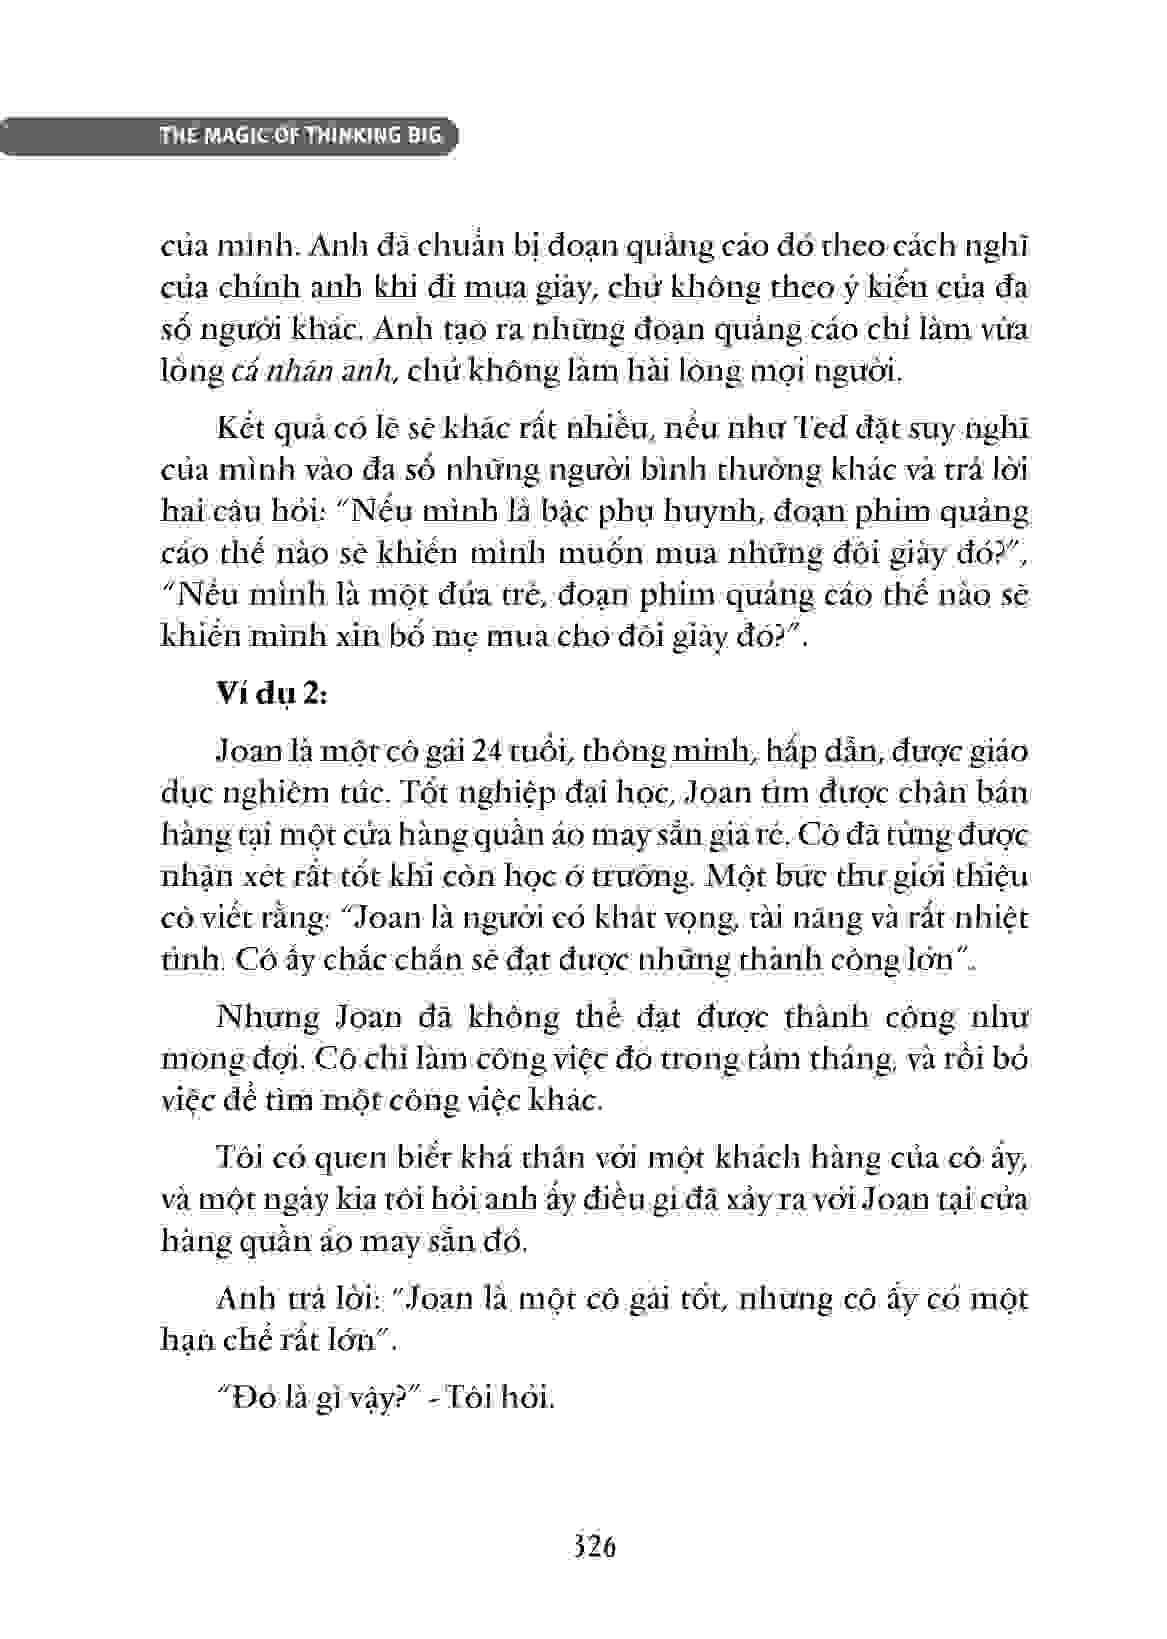 THE MAGIC OF THINKING BIG
của mình. Anh đã chuẩn bị đoạn quảng cáo đó theo cách nghĩ
của chính anh khi đi mua giày, chứ không theo ý kiến của đa
số người khác. Anh tạo ra những đoạn quảng cáo chỉ làm vừa
lòng cá nhân anh, chứ không làm hài lòng mọi người.
Kết quả có lẽ sẽ khác rất nhiều, nếu như Ted đặt suy nghĩ
của mình vào đa số những người bình thường khác và trả lời
hai câu hỏi: “Nếu mình là bậc phụ huynh, đoạn phim quảng
cáo thế nào sẽ khiến mình muốn mua những đôi giày đó?”,
“Nếu mình là một đứa trẻ, đoạn phim quảng cáo thế nào sẽ
khiến mình xin bố mẹ mua cho đôi giày đó?”.
Ví dụ 2:
Joan là một cô gái 24 tuổi, thông minh, hấp dẫn, được giáo
dục nghiêm túc. Tốt nghiệp đại học, Joan tìm được chân bán
hàng tại một cửa hàng quần áo may sẵn giá rẻ. Cô đã từng được
nhận xét rất tốt khi còn học ở trường. Một bức thư giới thiệu
cô viết rằng: “Joan là người có khát vọng, tài năng và rất nhiệt
tình. Cô ấy chắc chắn sẽ đạt được những thành công lớn”.
Nhưng Joan đã không thể đạt được thành công như
mong đợi. Cô chỉ làm công việc đó trong tám tháng, và rồi bỏ
việc để tìm một công việc khác.
Tôi có quen biết khá thân với một khách hàng của cô ấy,
và một ngày kia tôi hỏi anh ấy điều gì đã xảy ra với Joan tại cửa
hàng quần áo may sẵn đó.
Anh trả lời: “Joan là một cô gái tốt, nhưng cô ấy có một
hạn chế rất lớn”.
“Đó là gì vậy?” - Tôi hỏi.
326